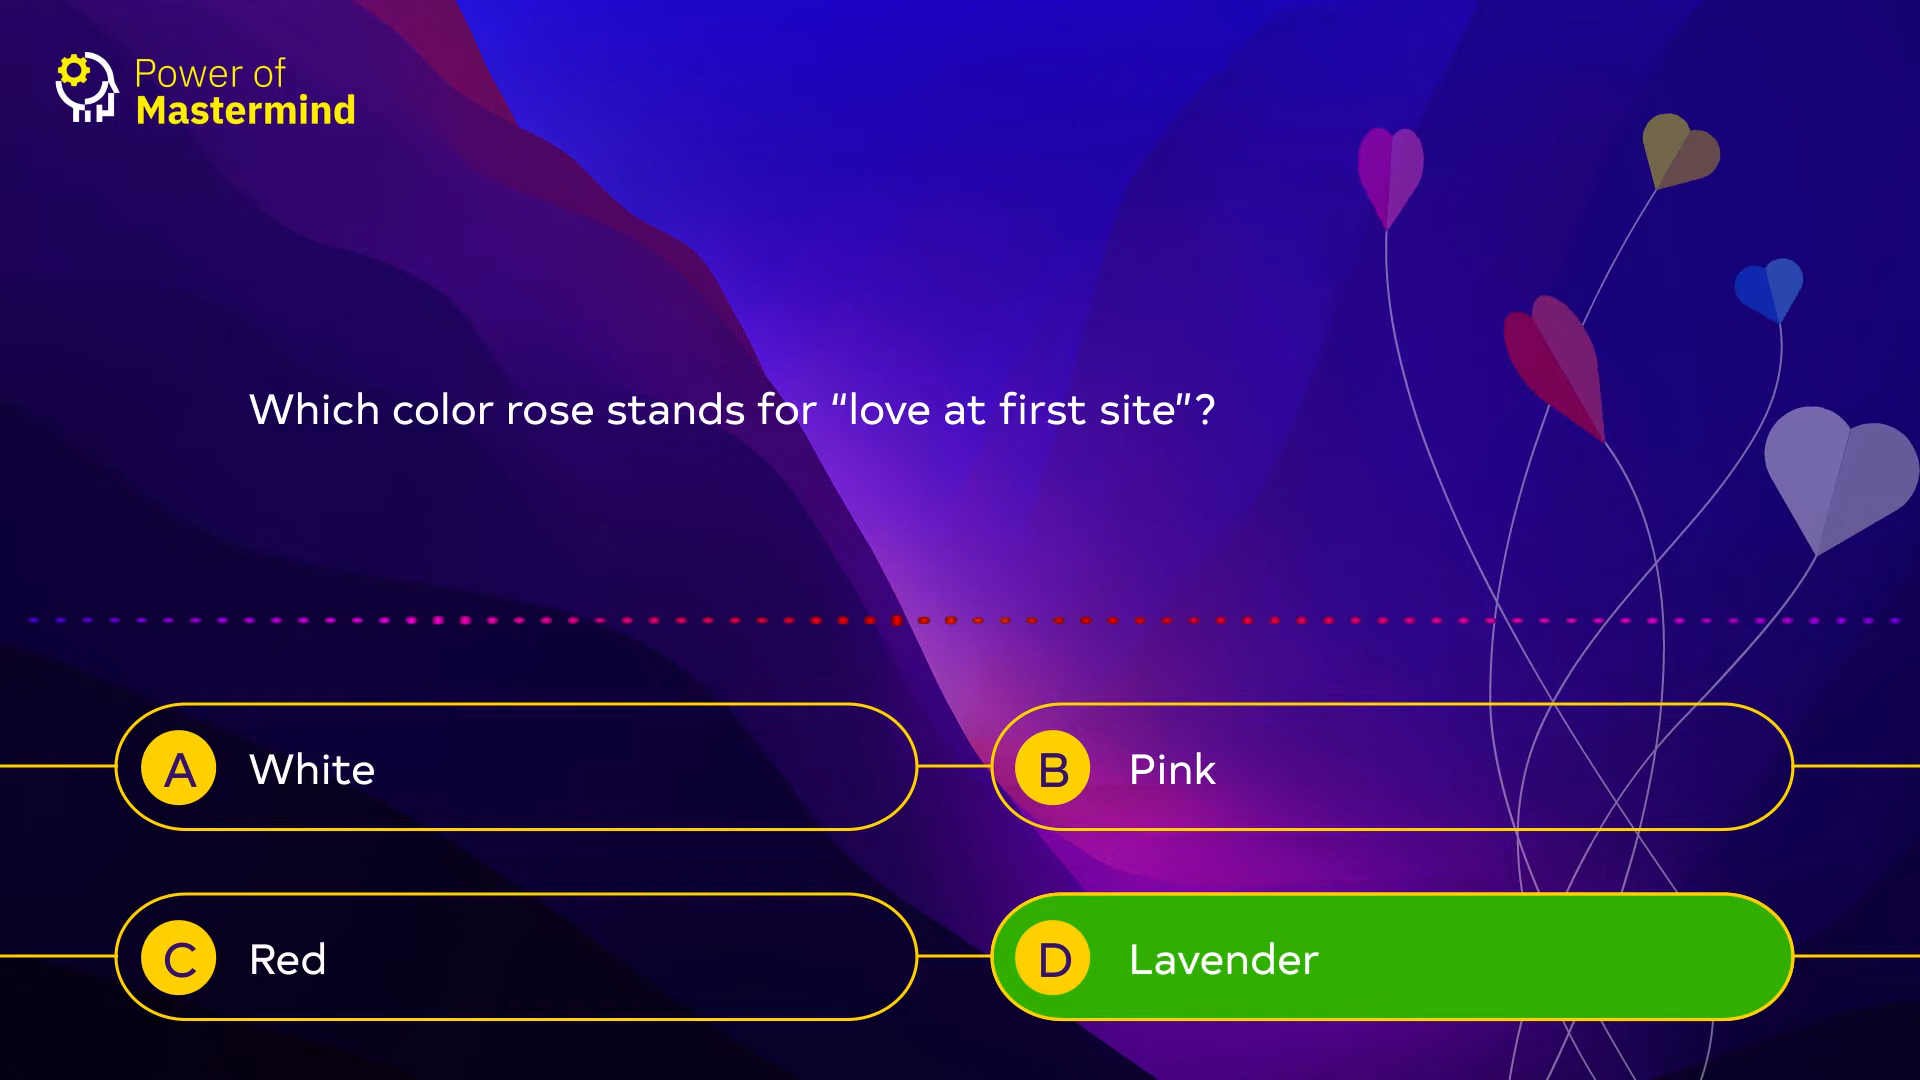 Power of
Mastermind
Which color rose stands for “love at first site”?
A White
B Pink
C Red
D Lavender